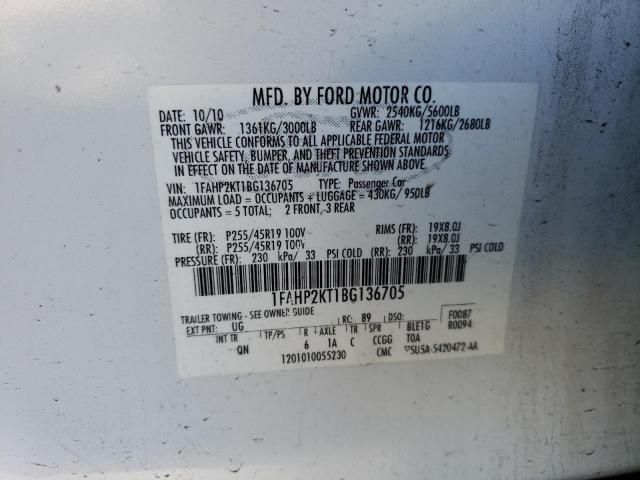 MFD. BY FORD MOTOR CO.
DATE: 10/10 GVWR: 2540KG/5600LB
FRONT GAWR: 1361KG/3000LB REAR GAWR: 1216KG/2680LB
THIS VEHICLE CONFORMS TO ALL APPLICABLE FEDERAL MOTOR
VEHICLE SAFETY, BUMPER, AND THEFT PREVENTION STANDARDS
IN EFFECT ON THE DATE OF MANUFACTURE SHOWN ABOVE.
VIN: 1FAHP2KT1BG136705 TYPE: Passenger Car
MAXIMUM LOAD = OCCUPANTS + LUGGAGE = 430KG/ 950LB
OCCUPANTS = 5 TOTAL; 2 FRONT, 3 REAR
TIRE (FR): P255/45R19 100V RIMS (FR): 19X8.0J
(RR): P255/45R19 100V (RR): 19X8.0J
PRESSURE (FR): 230 kPa/ 33 PSI COLD (RR): 230 kPa/ 33 PSI COLD
1FAHP2KT1BG136705
TRAILER TOWING - SEE OWNER GUIDE
EXT PNT: UG RC: 89 DSO: F0087
R0094
INT TR TP/PS R AXLE TR SPR BLE1G
QN 6 1A C CCGG TOA
1201010055230 CMC 5U5A-5420472-AA